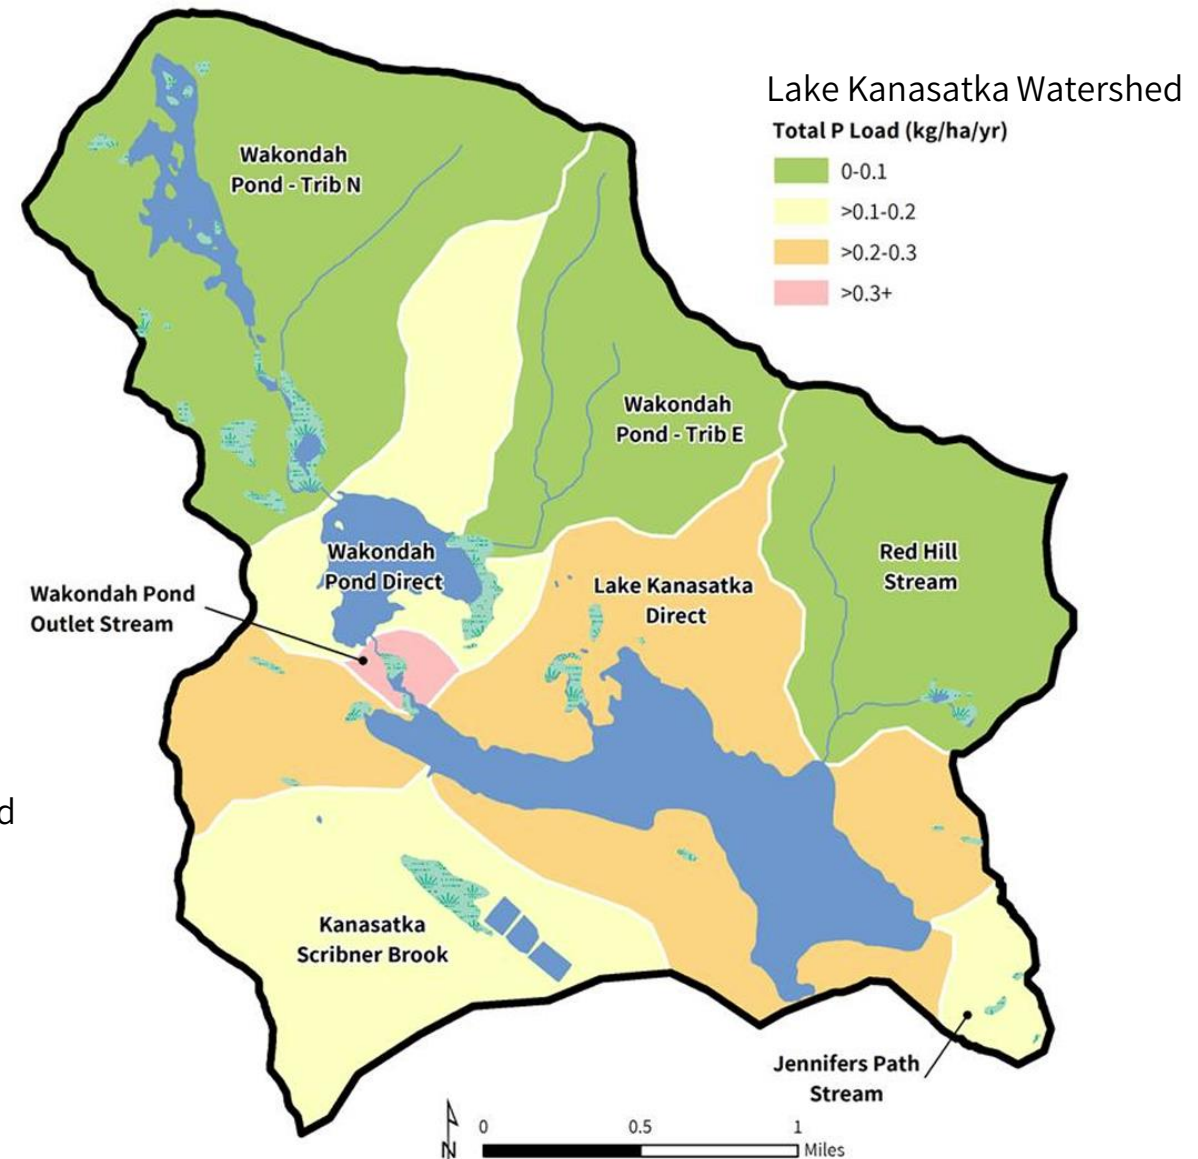 Lake Kanasatka Watershed
Total P Load (kg/ha/yr)
0-0.1
>0.1-0.2
>0.2-0.3
>0.3+
Wakondah
Pond - Trib N
Wakondah
Pond - Trib E
Red Hill
Stream
Wakondah
Pond Direct
Lake Kanasatka
Direct
Wakondah Pond
Outlet Stream
d
Kanasatka
Scribner Brook
Jennifers Path
Stream
N
0
0.5
1
Miles